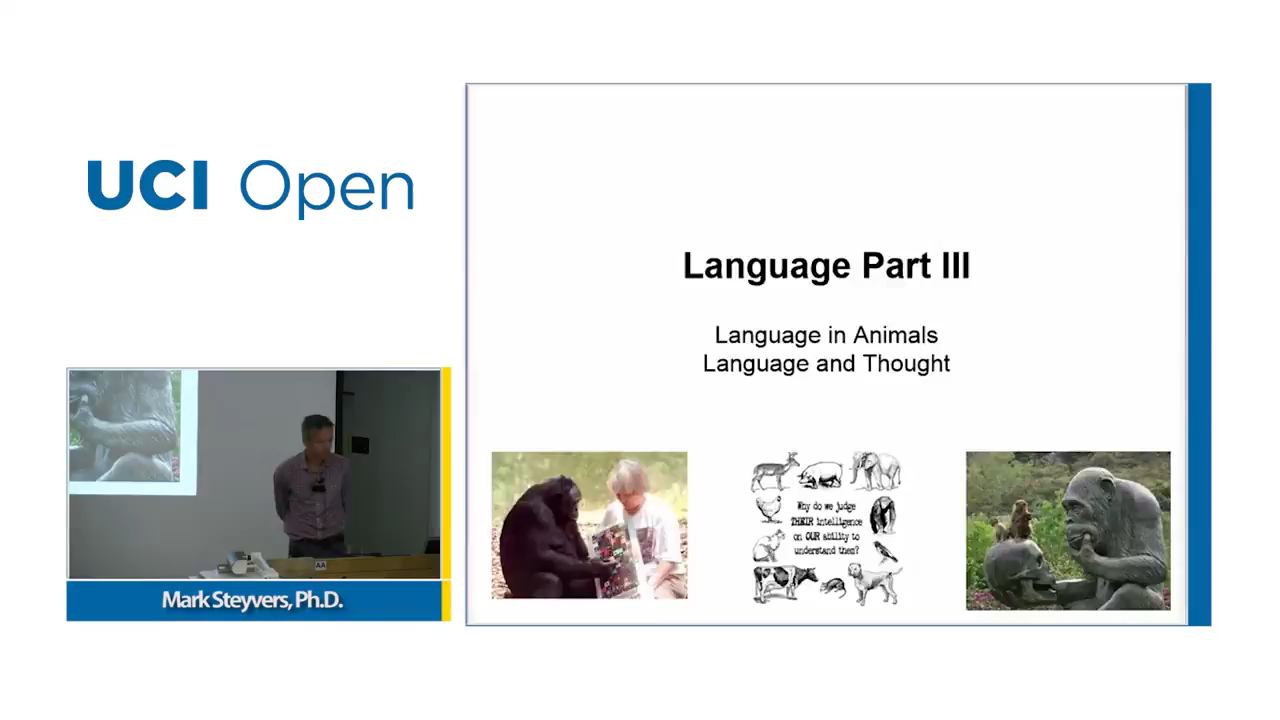 UCI Open
Language Part III
Language in Animals
Language and Thought
Why do we judge
THEIR intelligence
on OUR ability to
understand them?
AA
Mark Steyvers, Ph.D.